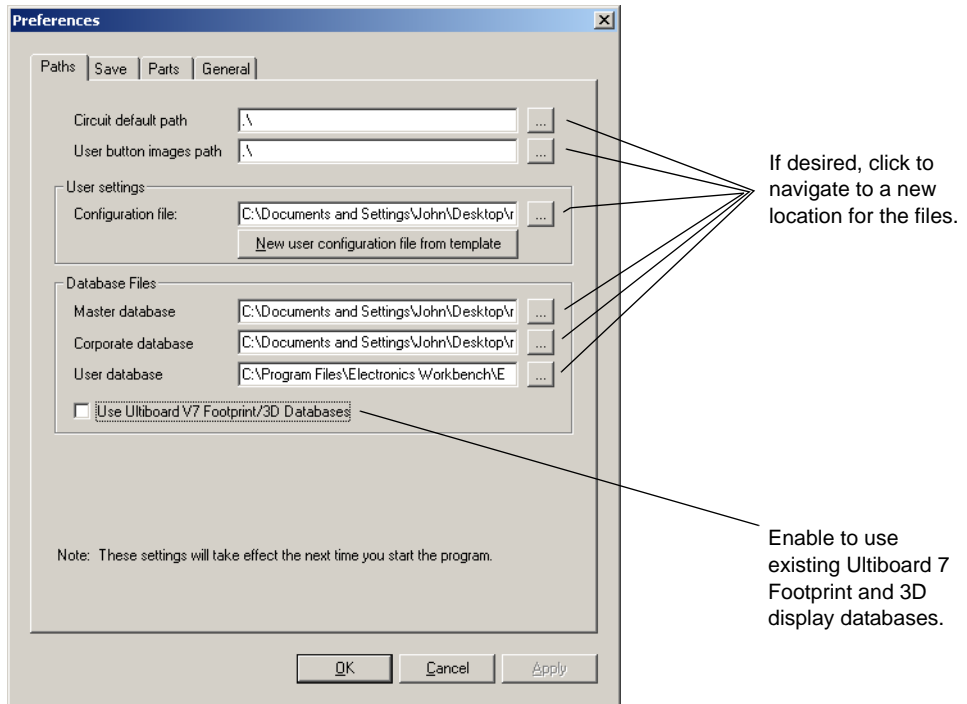 Preferences
Paths Save Parts General
Circuit default path .\ ...
User button images path .\ ...
User settings
Configuration file: C:\Documents and Settings\John\Desktop\r ...
New user configuration file from template
Database Files
Master database C:\Documents and Settings\John\Desktop\r ...
Corporate database C:\Documents and Settings\John\Desktop\r ...
User database C:\Program Files\Electronics Workbench\E ...
Use Ultiboard V7 Footprint/3D Databases
Note: These settings will take effect the next time you start the program.
OK Cancel Apply
If desired, click to
navigate to a new
location for the files.
Enable to use
existing Ultiboard 7
Footprint and 3D
display databases.